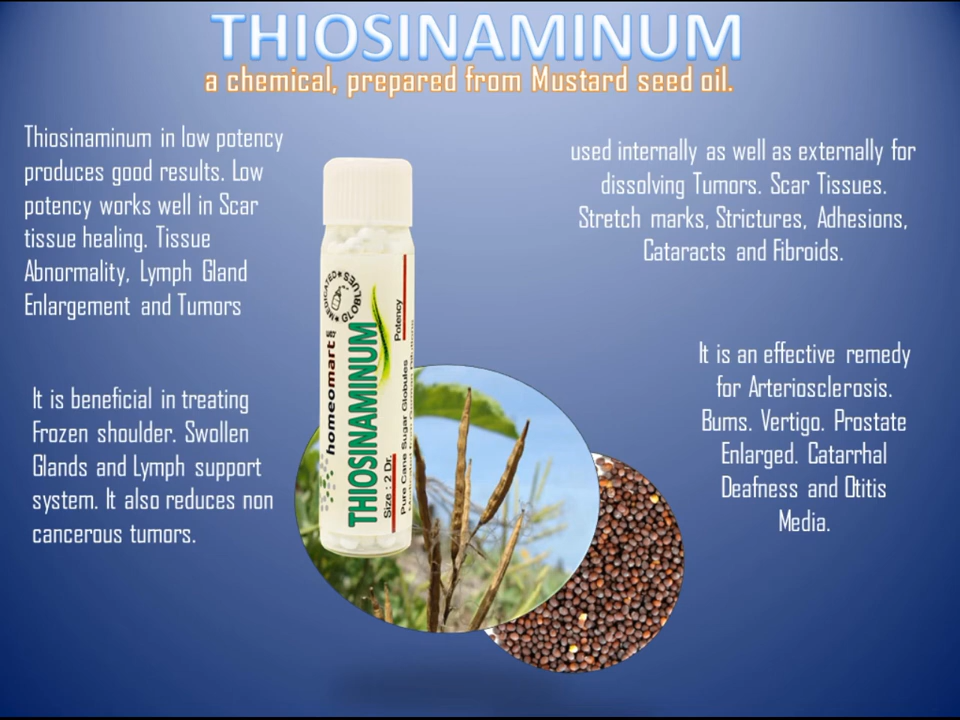 THIOSINAMINUM
a chemical, prepared from Mustard seed oil.
Thiosinaminum in low potency
produces good results. Low
potency works well in Scar
tissue healing. Tissue
Abnormality, Lymph Gland
Enlargement and Tumors
used internally as well as externally for
dissolving Tumors. Scar Tissues.
Stretch marks, Strictures, Adhesions,
Cataracts and Fibroids.
It is beneficial in treating
Frozen shoulder. Swollen
Glands and Lymph support
system. It also reduces non
cancerous tumors.
It is an effective remedy
for Arteriosclerosis.
Burns. Vertigo. Prostate
Enlarged. Catarrhal
Deafness and Otitis
Media.
MEDICATED GLOBULES
homeomart
THIOSINAMINUM
Size : 2 Dr.
Potency
Pure Cane Sugar Globules